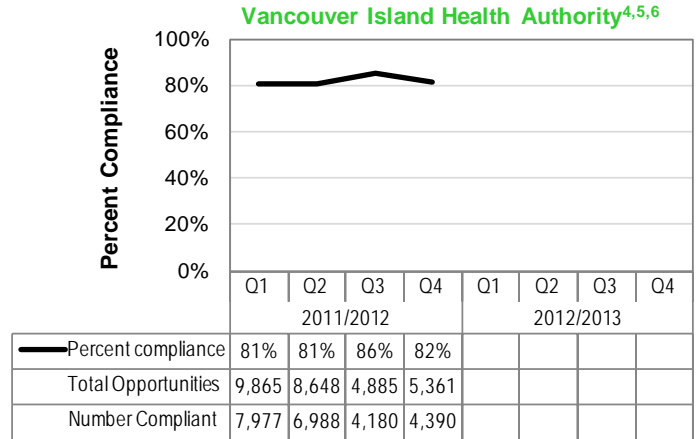 Vancouver Island Health Authority4,5,6
Percent Compliance
100%
80%
60%
40%
20%
0%
Q1 Q2 Q3 Q4 Q1 Q2 Q3 Q4
2011/2012 2012/2013
Percent compliance 81% 81% 86% 82%
Total Opportunities 9,865 8,648 4,885 5,361
Number Compliant 7,977 6,988 4,180 4,390